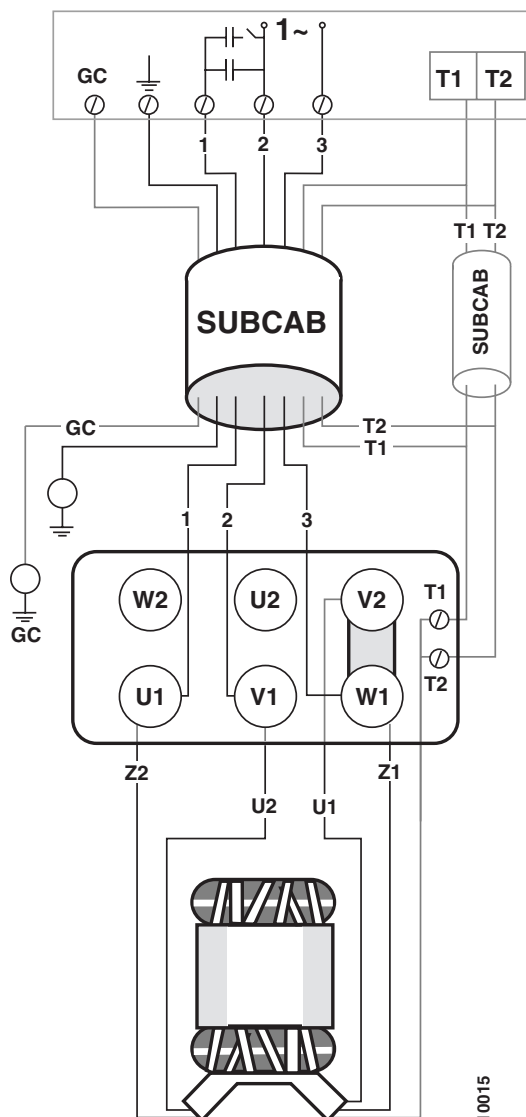 1~
GC
T1 T2
1 2 3
T1 T2
SUBCAB
SUBCAB
GC
T2
T1
1 2 3
GC
W2 U2 V2
T1
U1 V1 W1
T2
Z2 Z1
U2 U1
10015